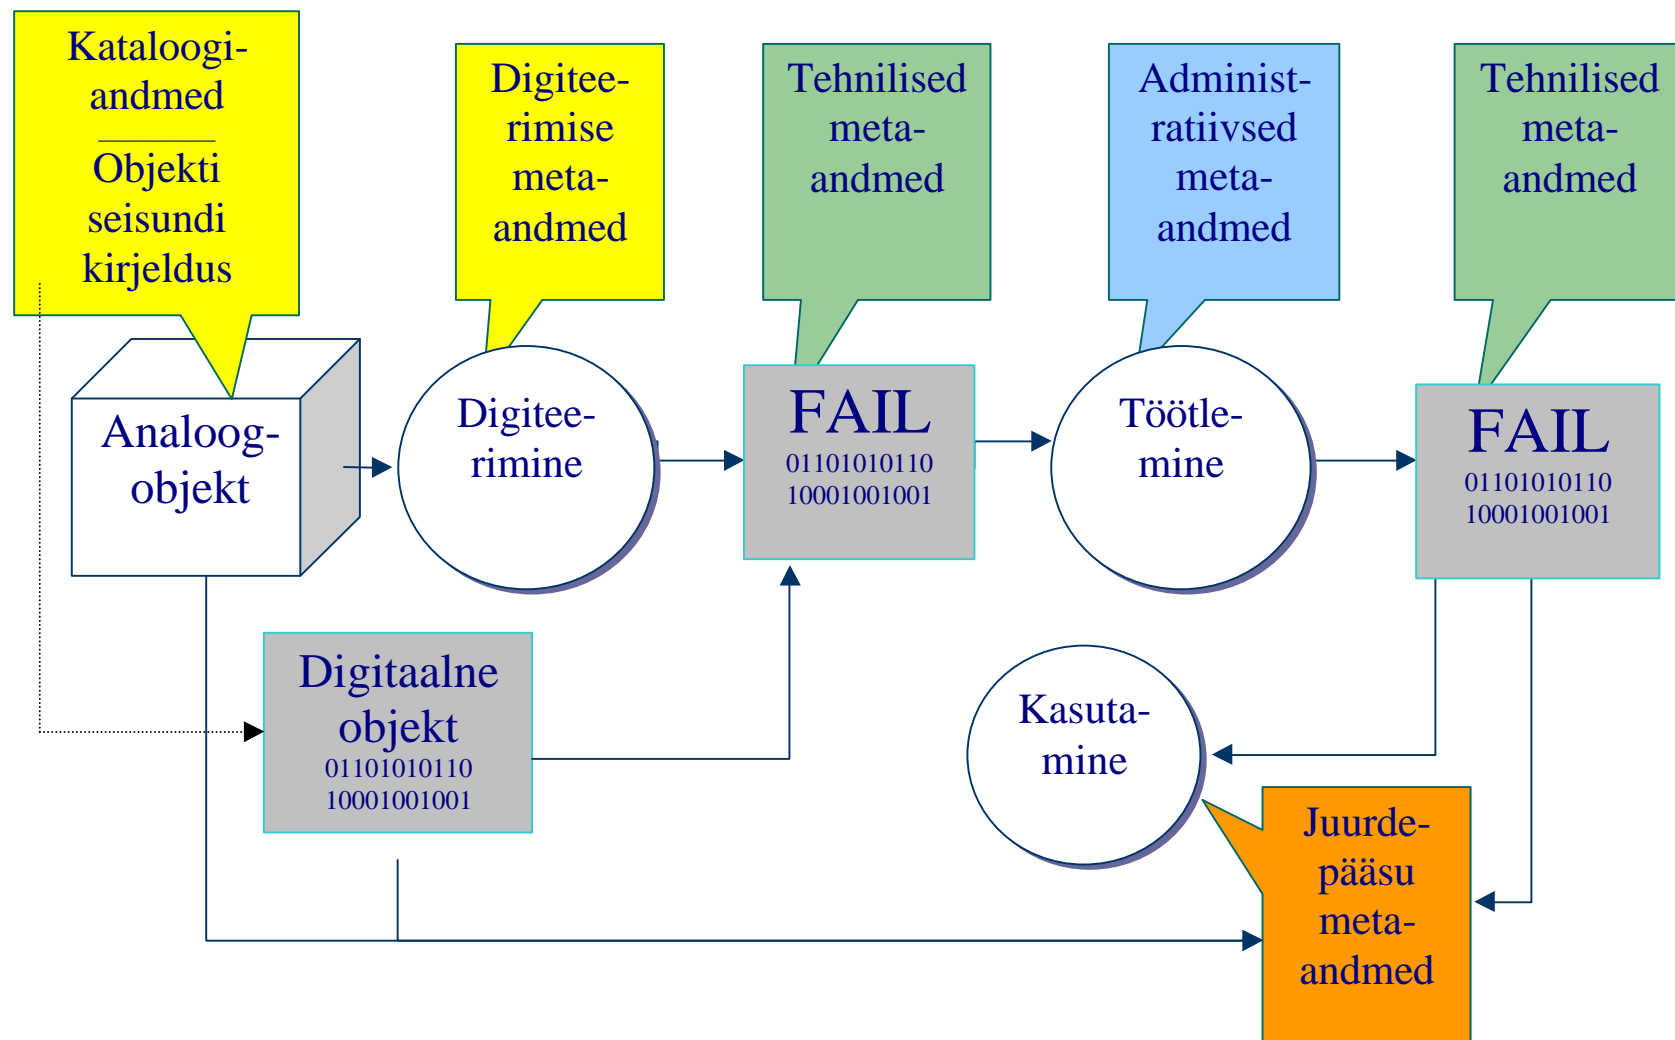 Kataloogi-
andmed
___________
Objekti
seisundi
kirjeldus
Digitee-
rimise
meta-
andmed
Tehnilised
meta-
andmed
Administ-
ratiivsed
meta-
andmed
Tehnilised
meta-
andmed
Analoog-
objekt
Digitee-
rimine
FAIL
01101010110
10001001001
Töötle-
mine
FAIL
01101010110
10001001001
Digitaalne
objekt
01101010110
10001001001
Kasuta-
mine
Juurde-
pääsu
meta-
andmed